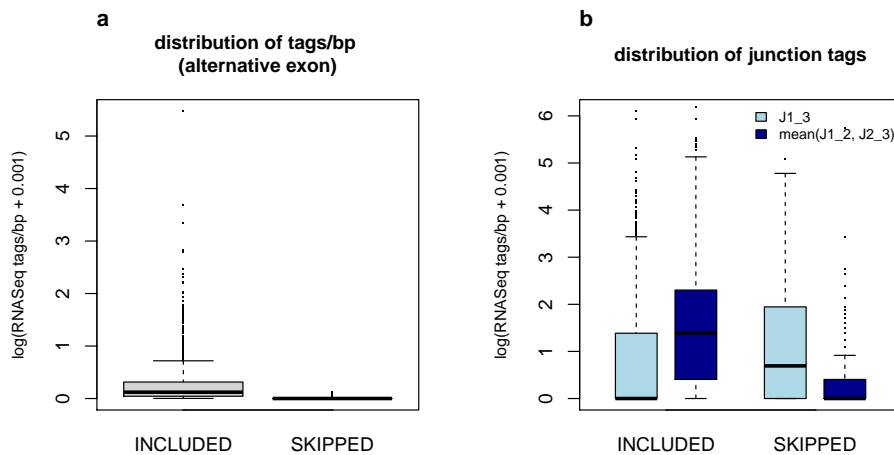 a
distribution of tags/bp
(alternative exon)
log(RNASeq tags/bp + 0.001)
5
4
3
2
1
0
INCLUDED SKIPPED
b
distribution of junction tags
log(RNASeq tags/bp + 0.001)
6
5
4
3
2
1
0
J1_3
mean(J1_2, J2_3)
INCLUDED SKIPPED